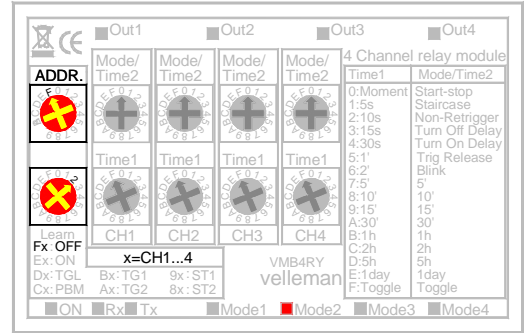 Out1 Out2 Out3 Out4
4 Channel relay module
ADDR.
Mode/Time2 Mode/Time2 Mode/Time2 Mode/Time2
Time1 Time1 Time1 Time1
CH1 CH2 CH3 CH4
Time1 Mode/Time2
0:Moment Start-stop
1:5s Staircase
2:10s Non-Retrigger
3:15s Turn Off Delay
4:30s Turn On Delay
5:1' Trig Release
6:2' Blink
7:5' 5'
8:10' 10'
9:15' 15'
A:30' 30'
B:1h 1h
C:2h 2h
D:5h 5h
E:1day 1day
F:Toggle Toggle
Learn
Fx:OFF
Ex:ON x=CH1...4
Dx:TGL Bx:TG1 9x:ST1
Cx:PBM Ax:TG2 8x:ST2
VMB4RY
velleman
ON Rx Tx Mode1 Mode2 Mode3 Mode4